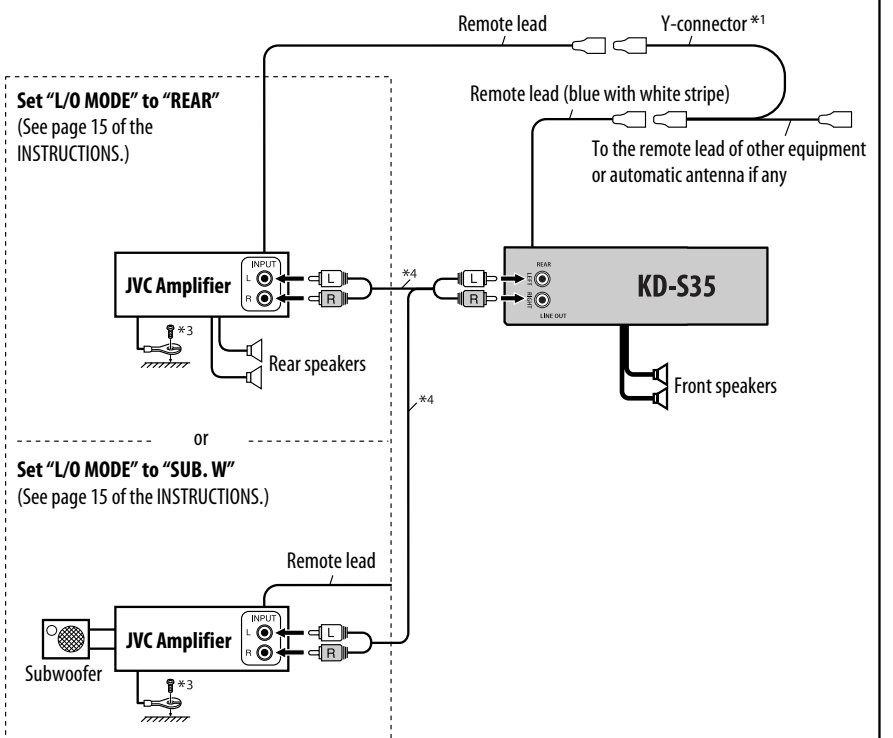 Remote lead
Y-connector *1
Set “L/O MODE” to “REAR”
(See page 15 of the
INSTRUCTIONS.)
Remote lead (blue with white stripe)
To the remote lead of other equipment
or automatic antenna if any
JVC Amplifier
INPUT
L
R
L
R
*4
L
R
REAR
LEFT
RIGHT
LINE OUT
KD-S35
*3
Rear speakers
Front speakers
*4
or
Set “L/O MODE” to “SUB. W”
(See page 15 of the INSTRUCTIONS.)
Remote lead
Subwoofer
JVC Amplifier
INPUT
L
R
L
R
*3